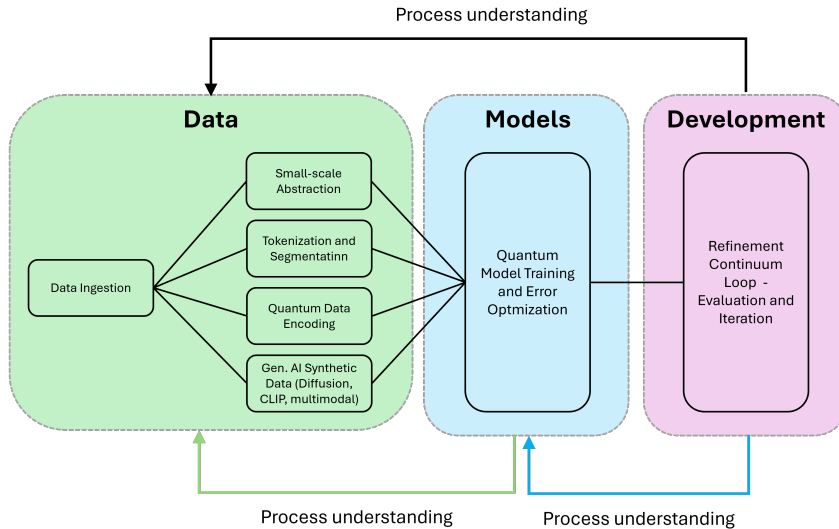 Process understanding
Data
Models
Development
Data Ingestion
Small-scale
Abstraction
Tokenization and
Segmentatinn
Quantum Data
Encoding
Gen. AI Synthetic
Data (Diffusion,
CLIP, multimodal)
Quantum
Model Training
and Error
Optmization
Refinement
Continuum
Loop -
Evaluation and
Iteration
Process understanding
Process understanding